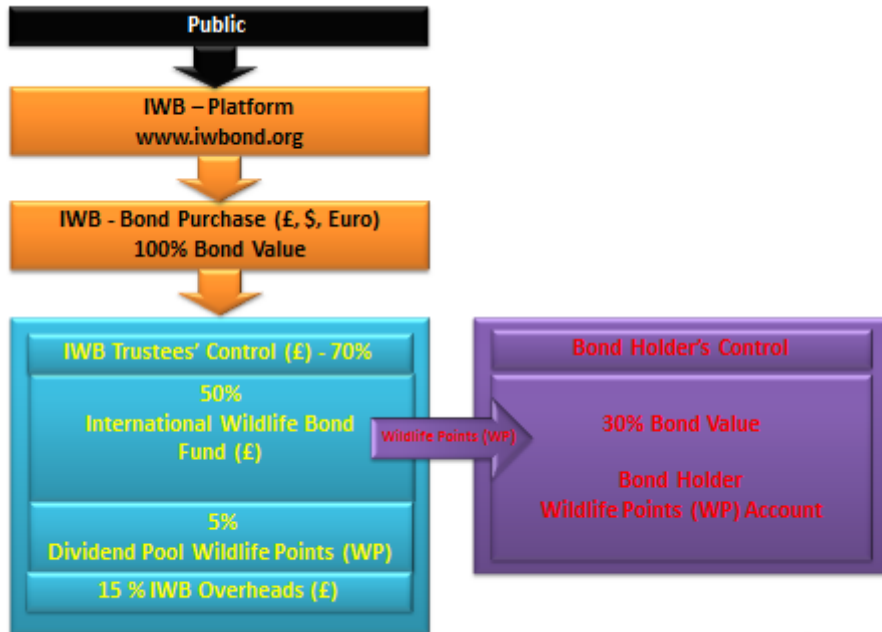 Public
IWB – Platform
www.iwbond.org
IWB - Bond Purchase (£, $, Euro)
100% Bond Value
IWB Trustees' Control (£) - 70%
50%
International Wildlife Bond
Fund (£)
5%
Dividend Pool Wildlife Points (WP)
15 % IWB Overheads (£)
Wildlife Points (WP)
Bond Holder's Control
30% Bond Value
Bond Holder
Wildlife Points (WP) Account